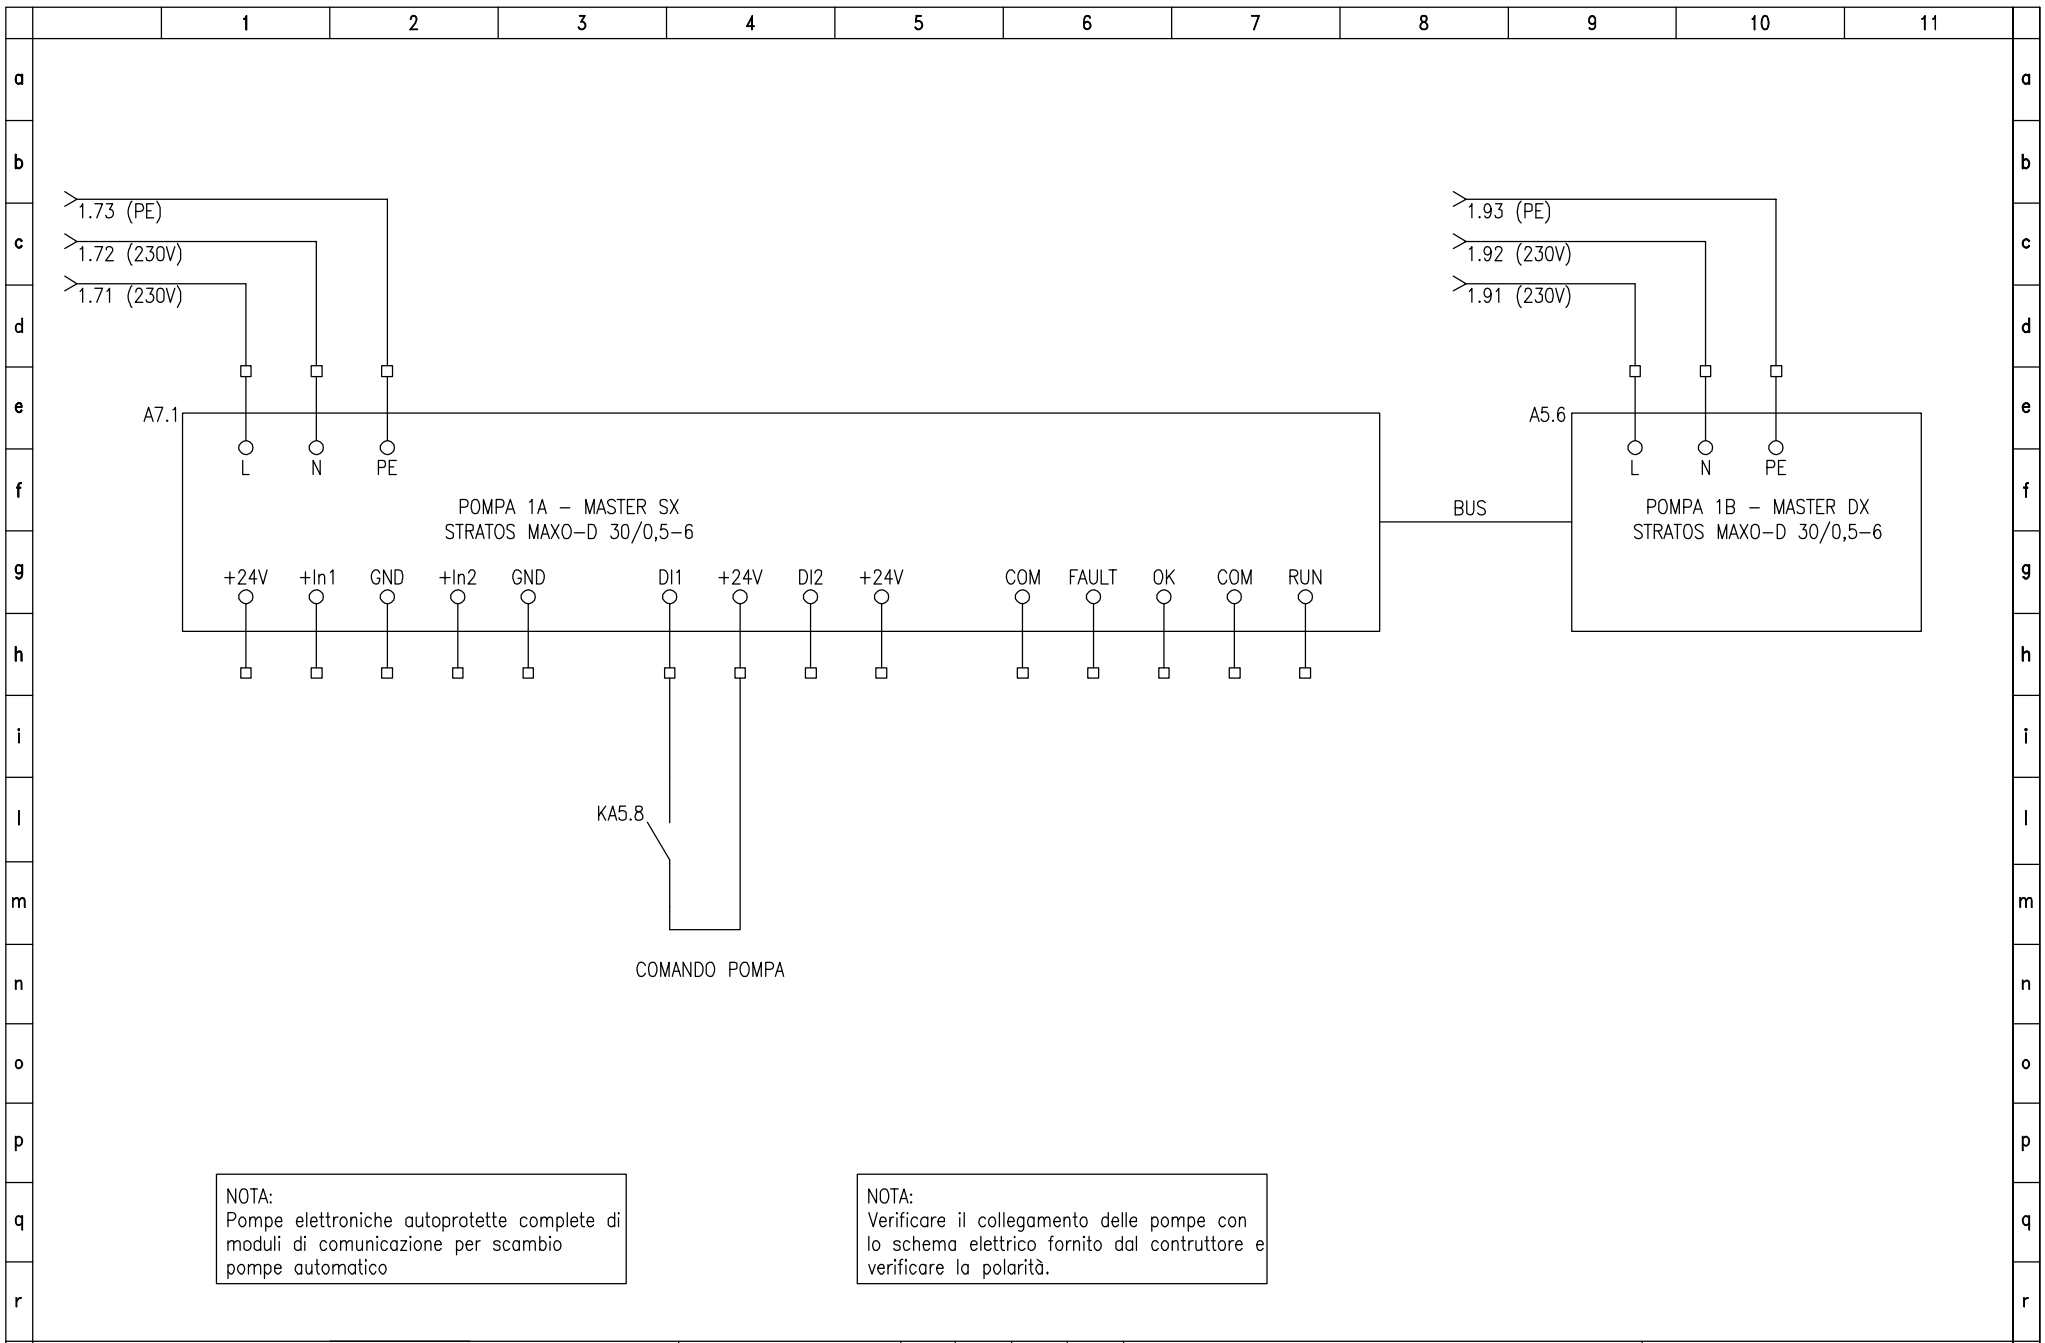 1 2 3 4 5 6 7 8 9 10 11
a a
b b
1.73 (PE) 1.93 (PE)
c c
1.72 (230V) 1.92 (230V)
1.71 (230V) 1.91 (230V)
d d
e e
A7.1 A5.6
L N PE L N PE
f f
POMPA 1A - MASTER SX BUS POMPA 1B - MASTER DX
STRATOS MAXO-D 30/0,5-6 STRATOS MAXO-D 30/0,5-6
g g
+24V +In1 GND +In2 GND DI1 +24V DI2 +24V COM FAULT OK COM RUN
h h
i i
KA5.8
l l
m m
COMANDO POMPA
n n
o o
p p
NOTA:
Pompe elettroniche autoprotette complete di
moduli di comunicazione per scambio
pompe automatico
NOTA:
Verificare il collegamento delle pompe con
lo schema elettrico fornito dal contruttore e
verificare la polarità.
q q
r r